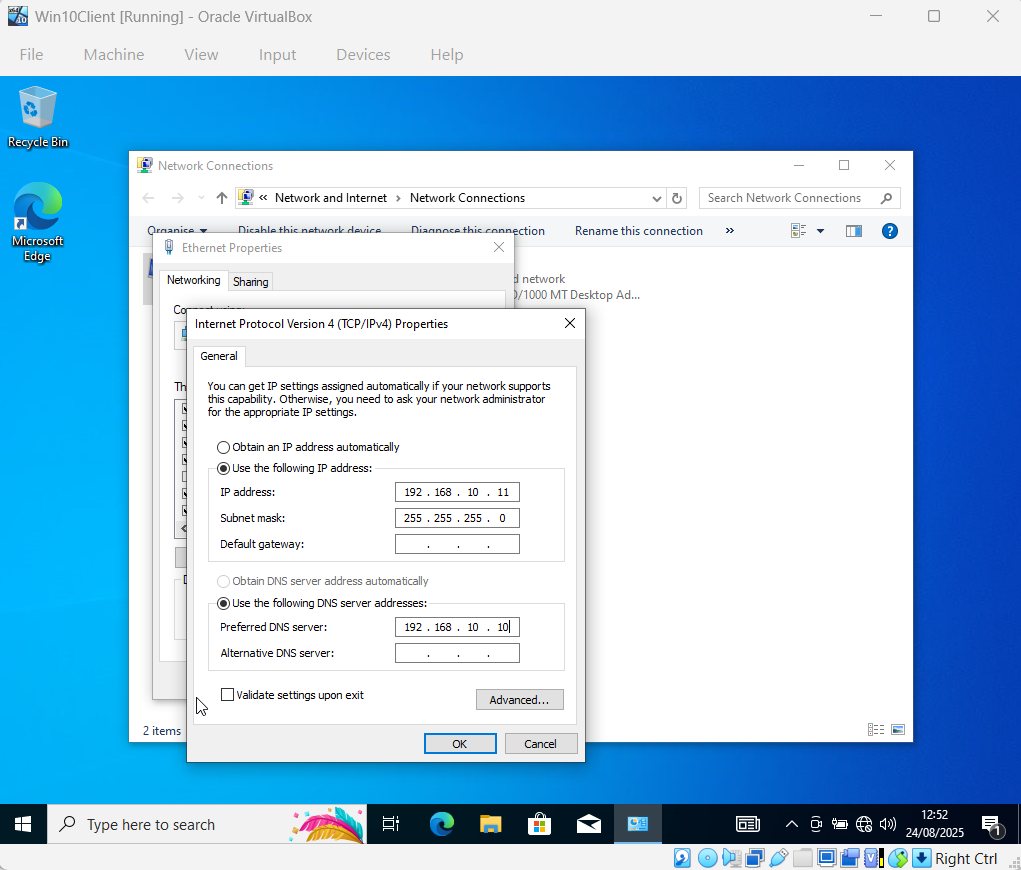 Win10Client [Running] - Oracle VirtualBox
File Machine View Input Devices Help
Recycle Bin
Microsoft
Edge
Network Connections
« Network and Internet › Network Connections
Search Network Connections
Organise Disable this network device Diagnose this connection Rename this connection »
Ethernet Properties
Networking Sharing
d network
0/1000 MT Desktop Ad...
Internet Protocol Version 4 (TCP/IPv4) Properties
General
You can get IP settings assigned automatically if your network supports
this capability. Otherwise, you need to ask your network administrator
for the appropriate IP settings.
Obtain an IP address automatically
Use the following IP address:
IP address: 192 . 168 . 10 . 11
Subnet mask: 255 . 255 . 255 . 0
Default gateway: . . .
Obtain DNS server address automatically
Use the following DNS server addresses:
Preferred DNS server: 192 . 168 . 10 . 10
Alternative DNS server: . . .
Validate settings upon exit
Advanced...
OK Cancel
2 items
Type here to search
12:52
24/08/2025
1
Right Ctrl